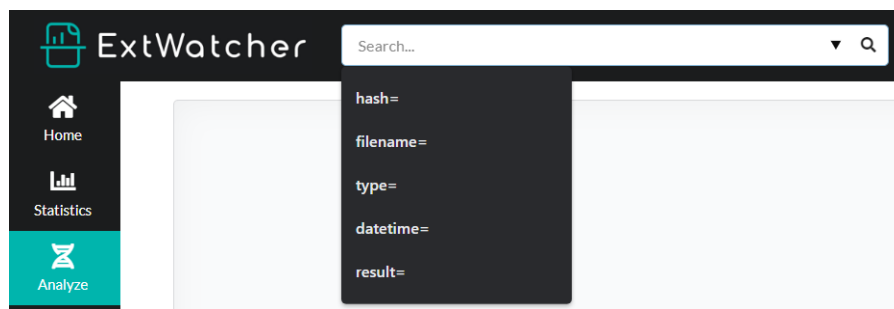 ExtWatcher
Search...
hash=
filename=
type=
datetime=
result=
Home
Statistics
Analyze